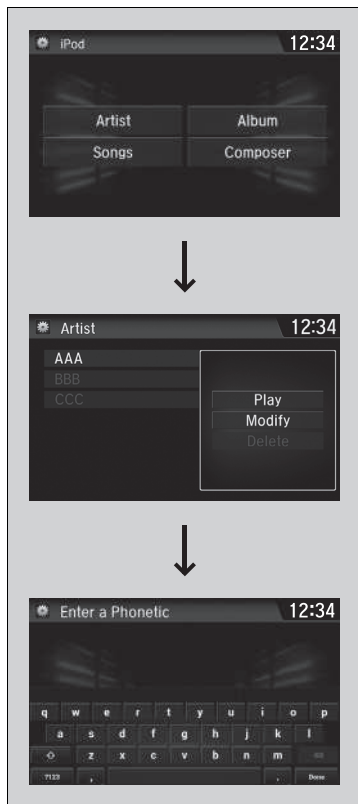 iPod 12:34
Artist Album
Songs Composer
Artist 12:34
AAA
BBB
CCC
Play
Modify
Delete
Enter a Phonetic 12:34
q w e r t y u i o p
a s d f g h j k l
z x c v b n m
?123 , . Done